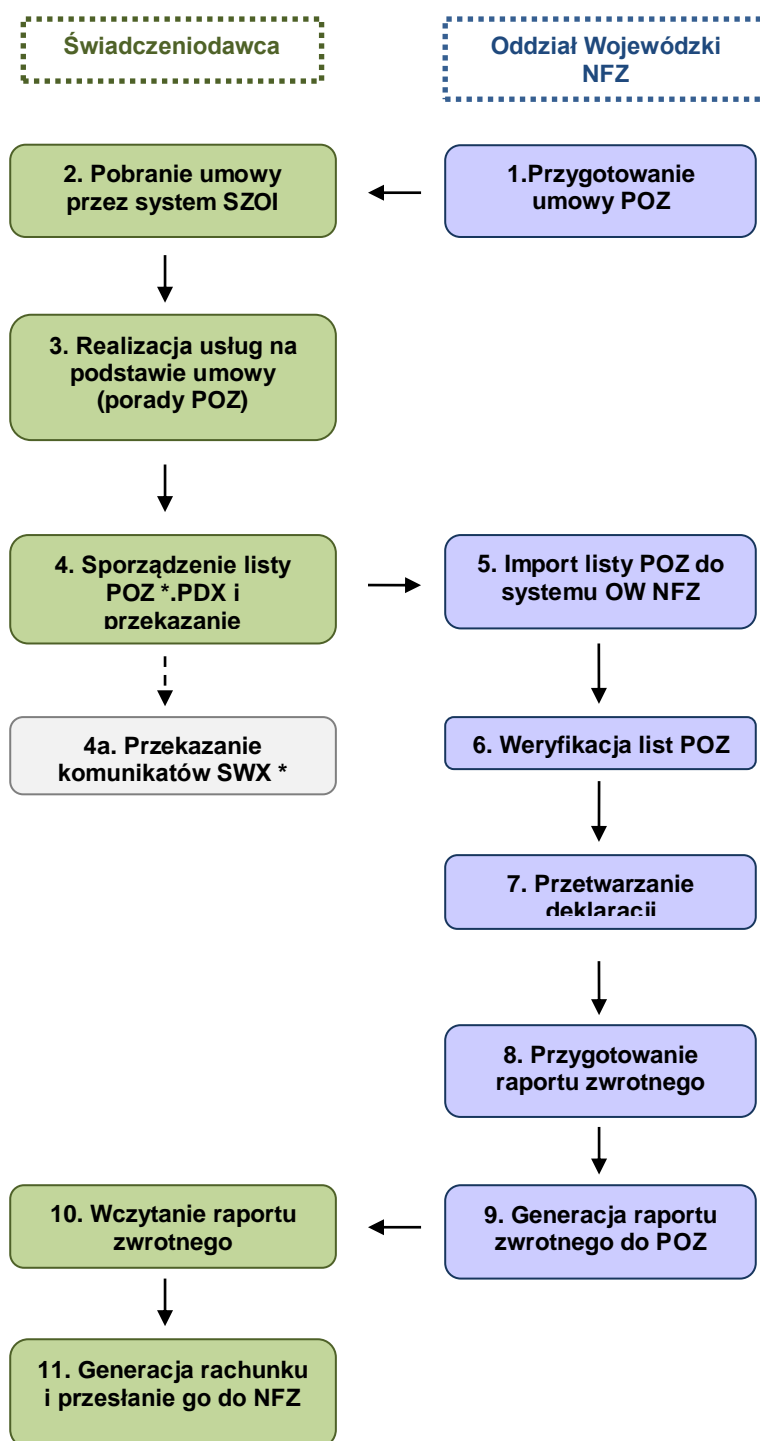 Świadczeniodawca
Oddział Wojewódzki
NFZ
1.Przygotowanie
umowy POZ
2. Pobranie umowy
przez system SZOI
3. Realizacja usług na
podstawie umowy
(porady POZ)
4. Sporządzenie listy
POZ *.PDX i
przekazanie
4a. Przekazanie
komunikatów SWX *
5. Import listy POZ do
systemu OW NFZ
6. Weryfikacja list POZ
7. Przetwarzanie
deklaracji
8. Przygotowanie
raportu zwrotnego
9. Generacja raportu
zwrotnego do POZ
10. Wczytanie raportu
zwrotnego
11. Generacja rachunku
i przesłanie go do NFZ